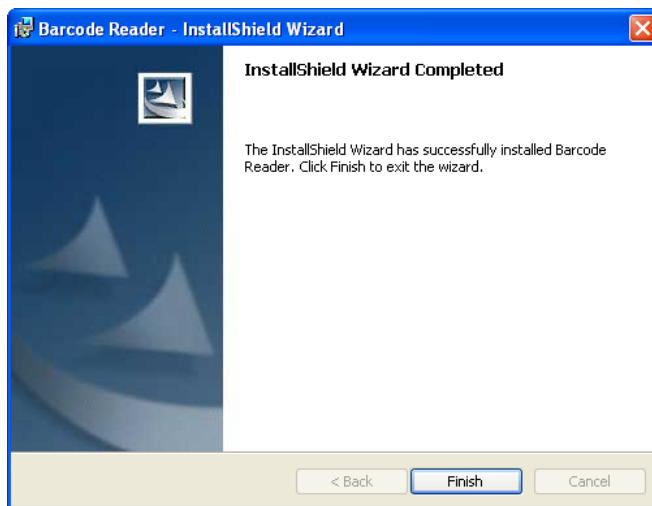 Barcode Reader - InstallShield Wizard
InstallShield Wizard Completed
The InstallShield Wizard has successfully installed Barcode
Reader. Click Finish to exit the wizard.
< Back Finish Cancel